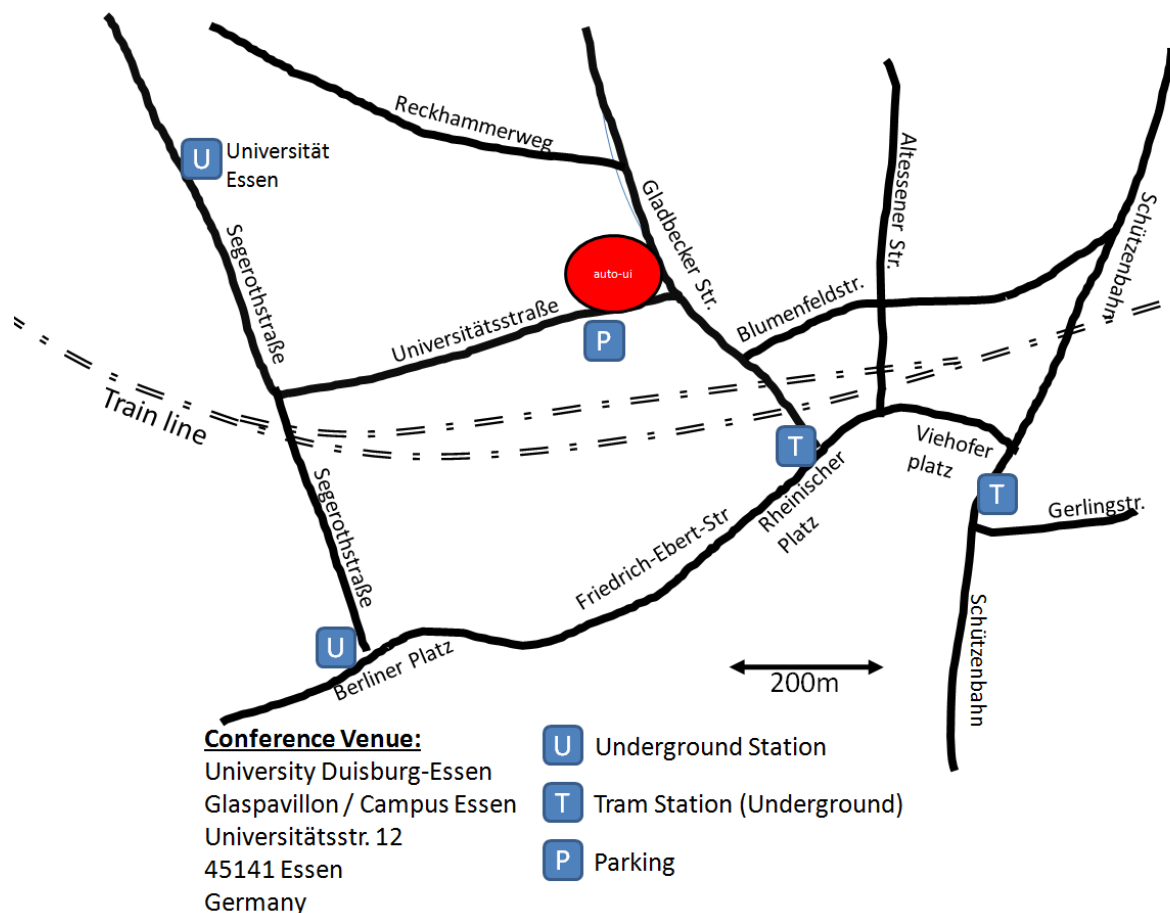 Reckhammerweg
U
Universität
Essen
Altessener Str.
Schützenbahn
Gladbecker Str.
Segerothstraße
auto-ui
Universitätsstraße
P
Blumenfeldstr.
Train line
T
Viehofer
platz
Rheinischer
Platz
T
Gerlingstr.
Segerothstraße
Friedrich-Ebert-Str
Schützenbahn
U
Berliner Platz
200m
Conference Venue:
University Duisburg-Essen
Glaspavillon / Campus Essen
Universitätsstr. 12
45141 Essen
Germany
U Underground Station
T Tram Station (Underground)
P Parking